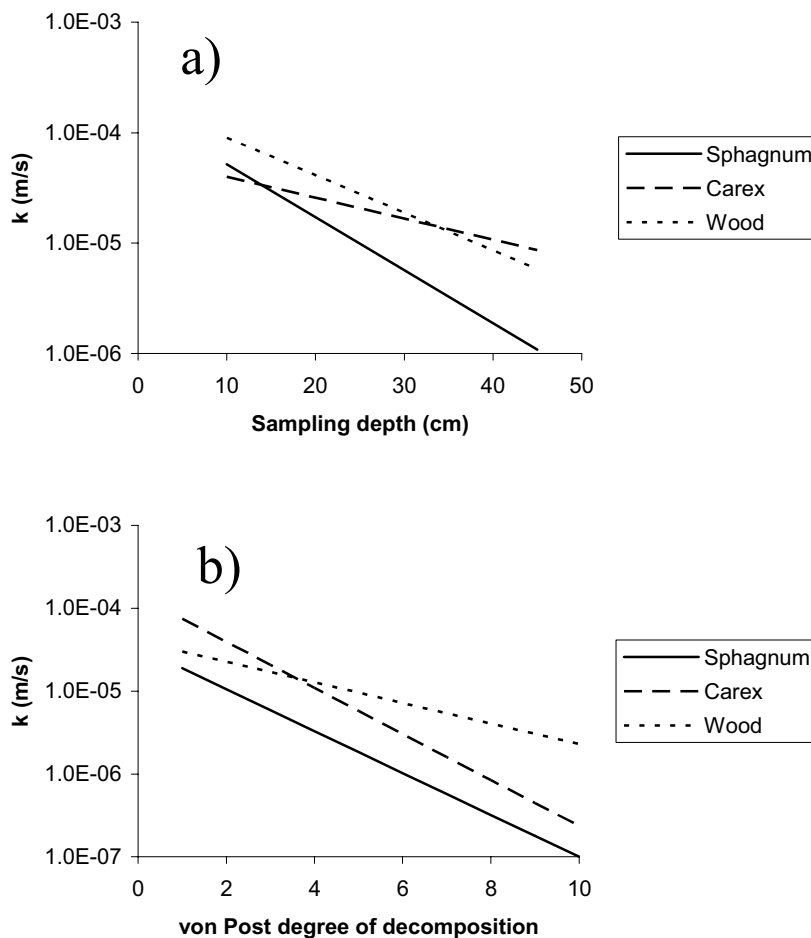 a)
1.0E-03
1.0E-04
1.0E-05
1.0E-06
k (m/s)
0 10 20 30 40 50
Sampling depth (cm)
Sphagnum
Carex
Wood
b)
1.0E-03
1.0E-04
1.0E-05
1.0E-06
1.0E-07
k (m/s)
0 2 4 6 8 10
von Post degree of decomposition
Sphagnum
Carex
Wood